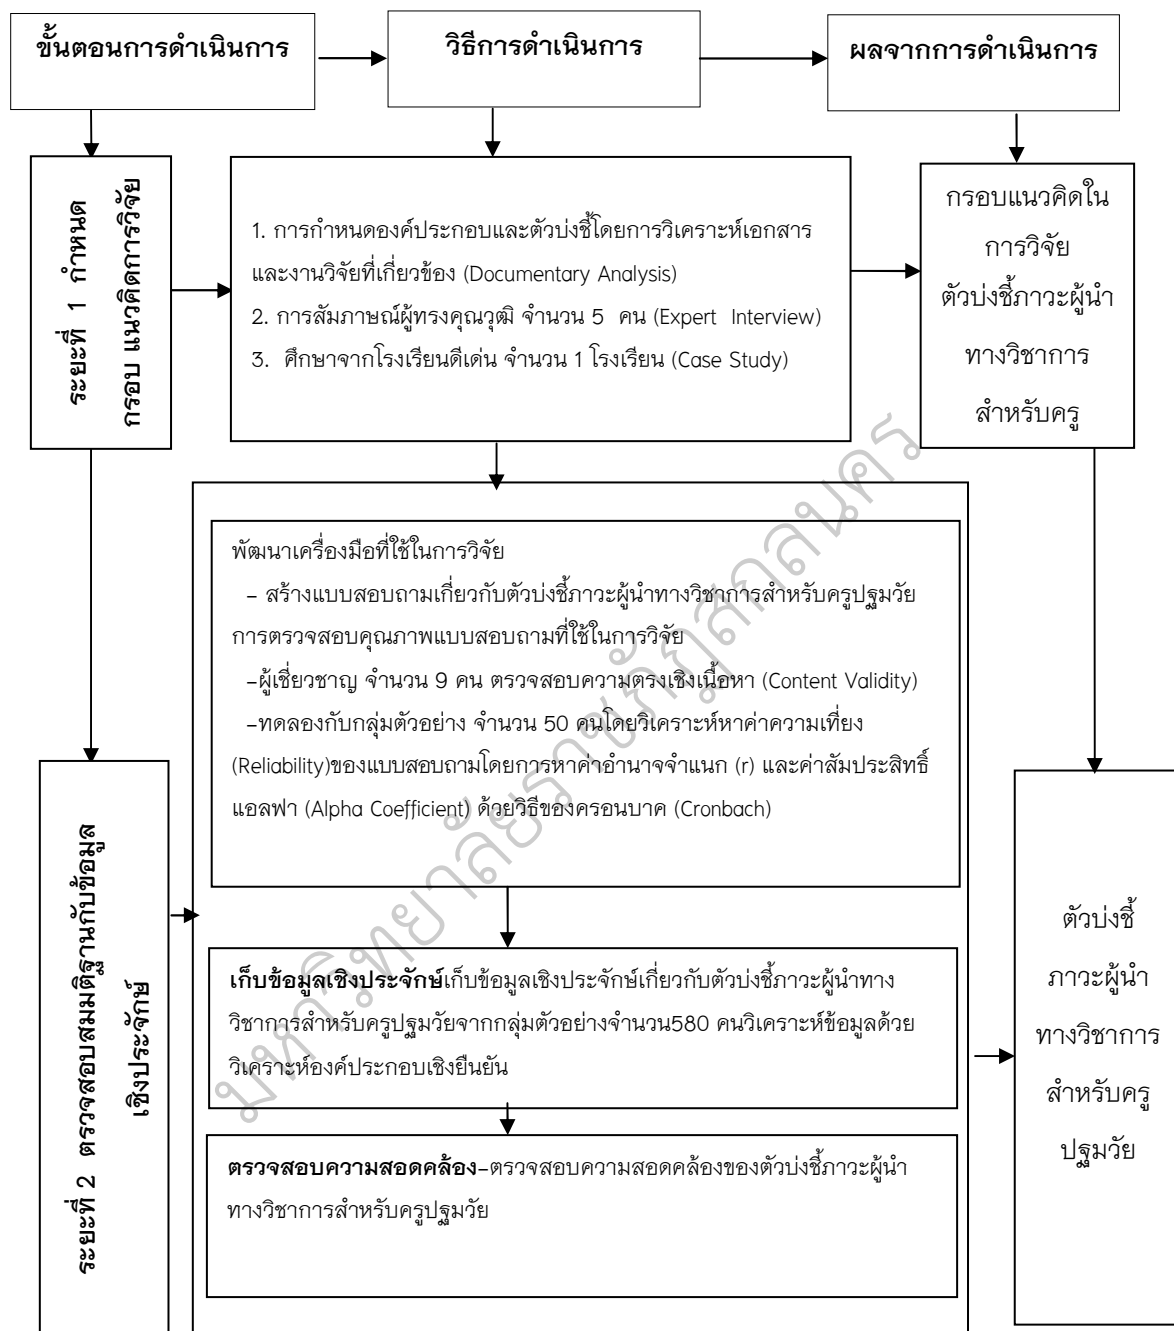 ขั้นตอนการดำเนินการ
วิธีการดำเนินการ
ผลจากการดำเนินการ
ระยะที่ 1 กำหนด
กรอบ แนวคิดการวิจัย
1. การกำหนดองค์ประกอบและตัวบ่งชี้โดยการวิเคราะห์เอกสาร
และงานวิจัยที่เกี่ยวข้อง (Documentary Analysis)
2. การสัมภาษณ์ผู้ทรงคุณวุฒิ จำนวน 5 คน (Expert Interview)
3. ศึกษาจากโรงเรียนดีเด่น จำนวน 1 โรงเรียน (Case Study)
กรอบแนวคิดใน
การวิจัย
ตัวบ่งชี้ภาวะผู้นำ
ทางวิชาการ
สำหรับครู
ระยะที่ 2 ตรวจสอบสมมติฐานกับข้อมูล
เชิงประจักษ์
พัฒนาเครื่องมือที่ใช้ในการวิจัย
– สร้างแบบสอบถามเกี่ยวกับตัวบ่งชี้ภาวะผู้นำทางวิชาการสำหรับครูปฐมวัย
การตรวจสอบคุณภาพแบบสอบถามที่ใช้ในการวิจัย
–ผู้เชี่ยวชาญ จำนวน 9 คน ตรวจสอบความตรงเชิงเนื้อหา (Content Validity)
–ทดลองกับกลุ่มตัวอย่าง จำนวน 50 คนโดยวิเคราะห์หาค่าความเที่ยง
(Reliability)ของแบบสอบถามโดยการหาค่าอำนาจจำแนก (r) และค่าสัมประสิทธิ์
แอลฟา (Alpha Coefficient) ด้วยวิธีของครอนบาค (Cronbach)
เก็บข้อมูลเชิงประจักษ์เก็บข้อมูลเชิงประจักษ์เกี่ยวกับตัวบ่งชี้ภาวะผู้นำทาง
วิชาการสำหรับครูปฐมวัยจากกลุ่มตัวอย่างจำนวน580 คนวิเคราะห์ข้อมูลด้วย
วิเคราะห์องค์ประกอบเชิงยืนยัน
ตรวจสอบความสอดคล้อง–ตรวจสอบความสอดคล้องของตัวบ่งชี้ภาวะผู้นำ
ทางวิชาการสำหรับครูปฐมวัย
ตัวบ่งชี้
ภาวะผู้นำ
ทางวิชาการ
สำหรับครู
ปฐมวัย
มหาวิทยาลัยราชภัฏสกลนคร